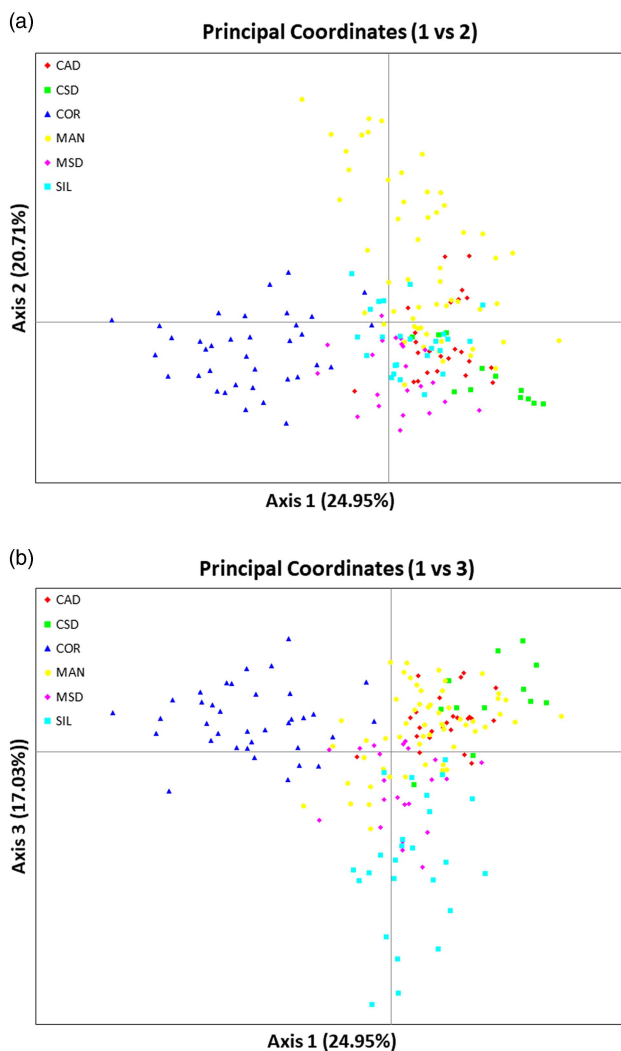 (a)
Principal Coordinates (1 vs 2)
CAD
CSD
COR
MAN
MSD
SIL
Axis 2 (20.71%)
Axis 1 (24.95%)
(b)
Principal Coordinates (1 vs 3)
CAD
CSD
COR
MAN
MSD
SIL
Axis 3 (17.03%))
Axis 1 (24.95%)